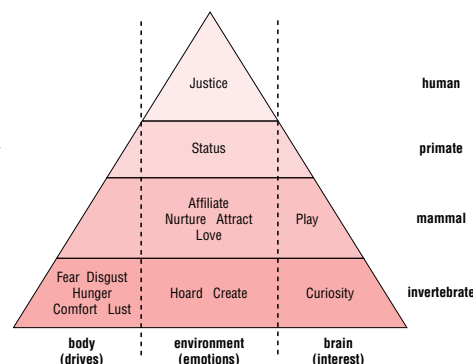 Justice
human
Status
primate
Affiliate
Nurture Attract
Love
Play
mammal
Fear Disgust
Hunger
Comfort Lust
Hoard Create
Curiosity
invertebrate
body
(drives)
environment
(emotions)
brain
(interest)